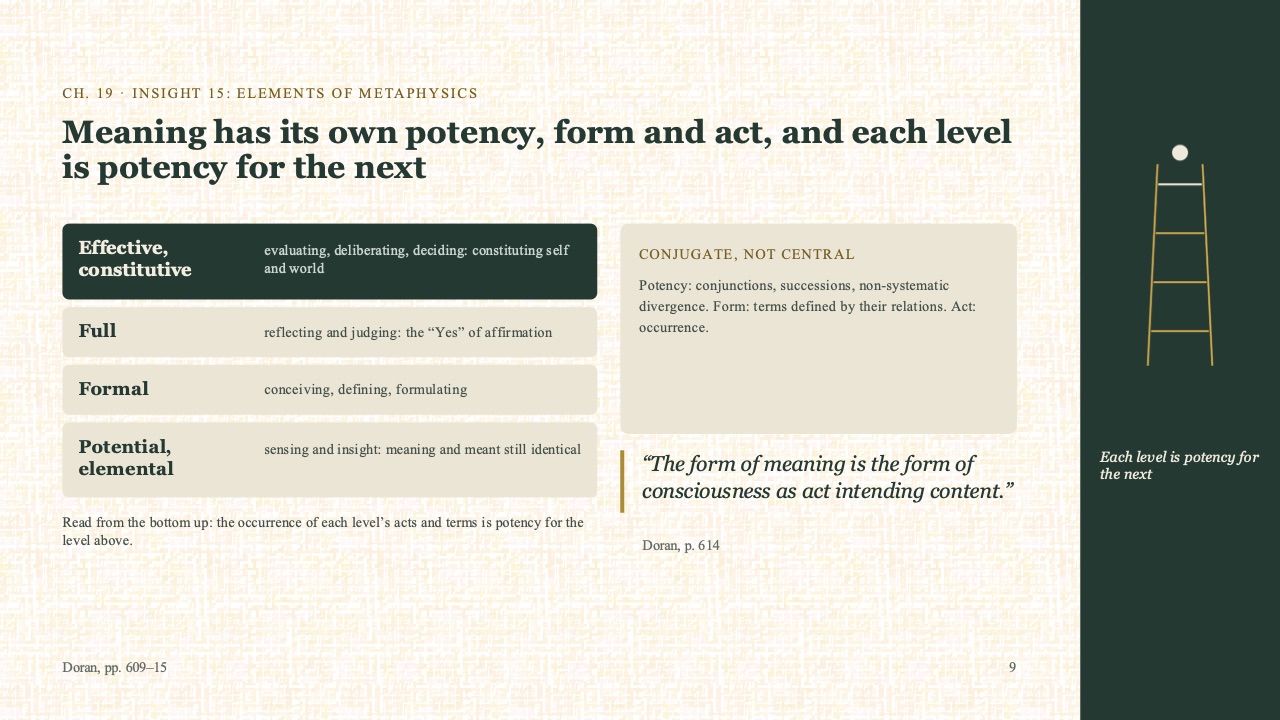 CH. 19 · INSIGHT 15: ELEMENTS OF METAPHYSICS
Meaning has its own potency, form and act, and each level
is potency for the next
Effective,
constitutive
evaluating, deliberating, deciding: constituting self
and world
Full
reflecting and judging: the “Yes” of affirmation
Formal
conceiving, defining, formulating
Potential,
elemental
sensing and insight: meaning and meant still identical
Read from the bottom up: the occurrence of each level’s acts and terms is potency for the
level above.
CONJUGATE, NOT CENTRAL
Potency: conjunctions, successions, non-systematic
divergence. Form: terms defined by their relations. Act:
occurrence.
“The form of meaning is the form of
consciousness as act intending content.”
Doran, p. 614
Each level is potency for
the next
Doran, pp. 609–15
9